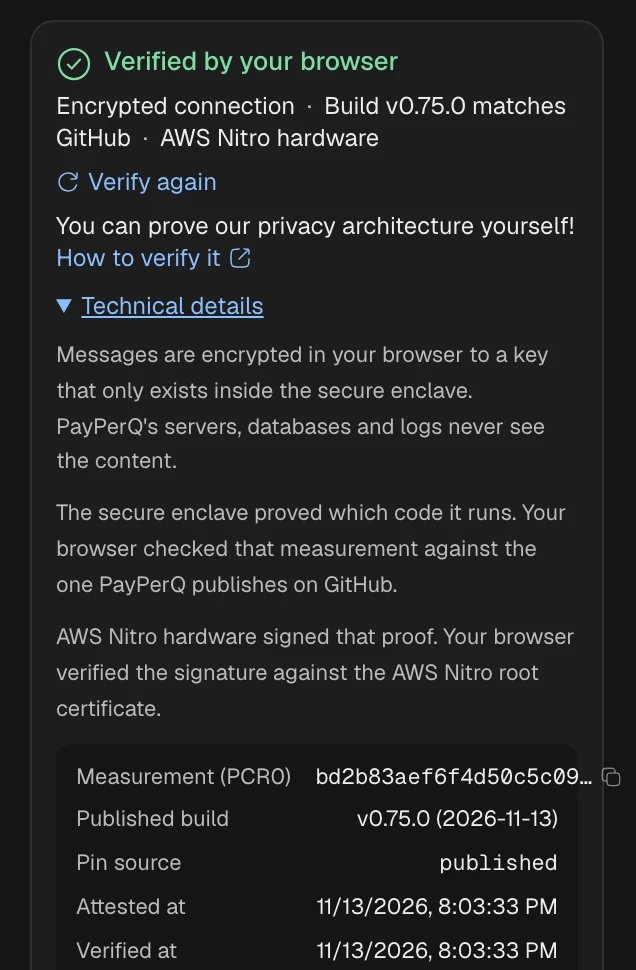 Verified by your browser
Encrypted connection · Build v0.75.0 matches
GitHub · AWS Nitro hardware
Verify again
You can prove our privacy architecture yourself!
How to verify it
Technical details
Messages are encrypted in your browser to a key
that only exists inside the secure enclave.
PayPerQ's servers, databases and logs never see
the content.
The secure enclave proved which code it runs. Your
browser checked that measurement against the
one PayPerQ publishes on GitHub.
AWS Nitro hardware signed that proof. Your browser
verified the signature against the AWS Nitro root
certificate.
Measurement (PCR0) bd2b83aef6f4d50c5c09…
Published build v0.75.0 (2026-11-13)
Pin source published
Attested at 11/13/2026, 8:03:33 PM
Verified at 11/13/2026, 8:03:33 PM